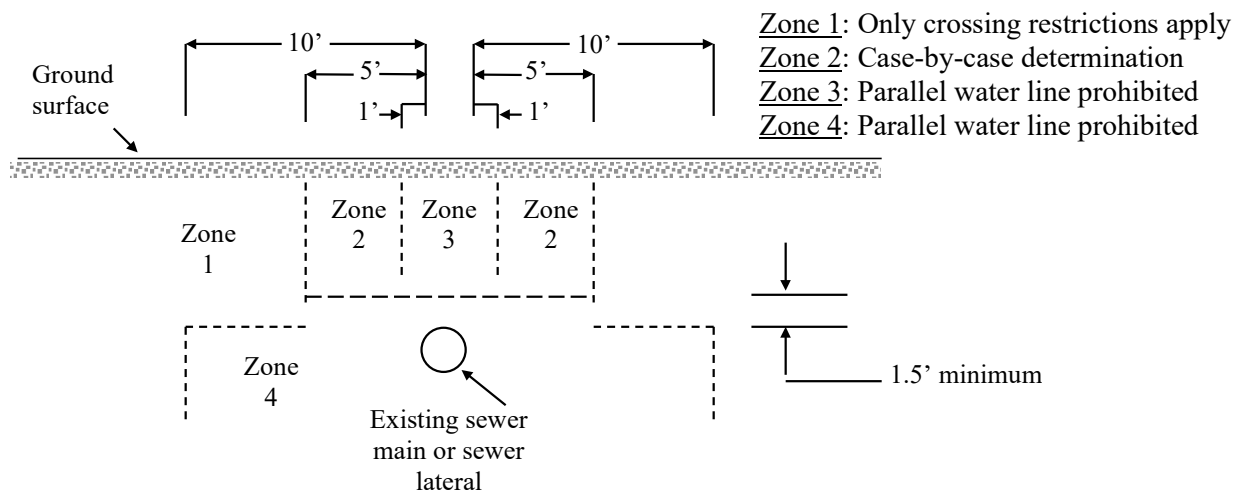 Zone 1: Only crossing restrictions apply
Zone 2: Case-by-case determination
Zone 3: Parallel water line prohibited
Zone 4: Parallel water line prohibited
10’
10’
5’
5’
1’
1’
Ground
surface
Zone
2
Zone
3
Zone
2
Zone
1
Zone
4
1.5’ minimum
Existing sewer
main or sewer
lateral